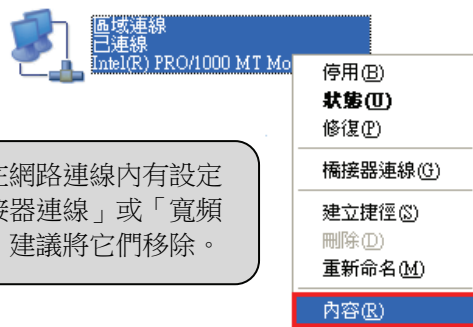 區域連線
已連線
Intel(R) PRO/1000 MT Mo
停用(B)
狀態(U)
修復(P)
橋接器連線(G)
建立捷徑(S)
刪除(D)
重新命名(M)
內容(R)
在網路連線內有設定
接器連線」或「寬頻
建議將它們移除。